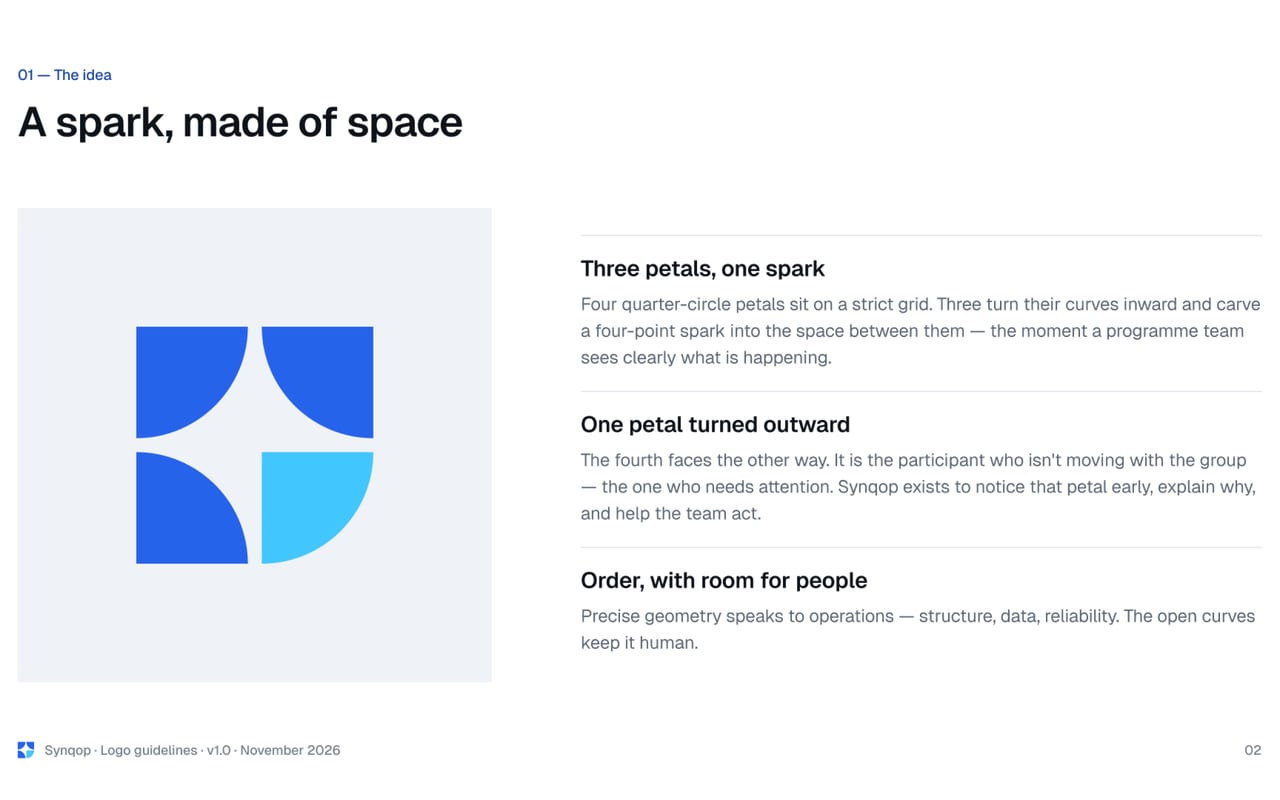 01 — The idea
A spark, made of space
Three petals, one spark
Four quarter-circle petals sit on a strict grid. Three turn their curves inward and carve
a four-point spark into the space between them — the moment a programme team
sees clearly what is happening.
One petal turned outward
The fourth faces the other way. It is the participant who isn't moving with the group
— the one who needs attention. Synqop exists to notice that petal early, explain why,
and help the team act.
Order, with room for people
Precise geometry speaks to operations — structure, data, reliability. The open curves
keep it human.
Synqop · Logo guidelines · v1.0 · November 2026
02